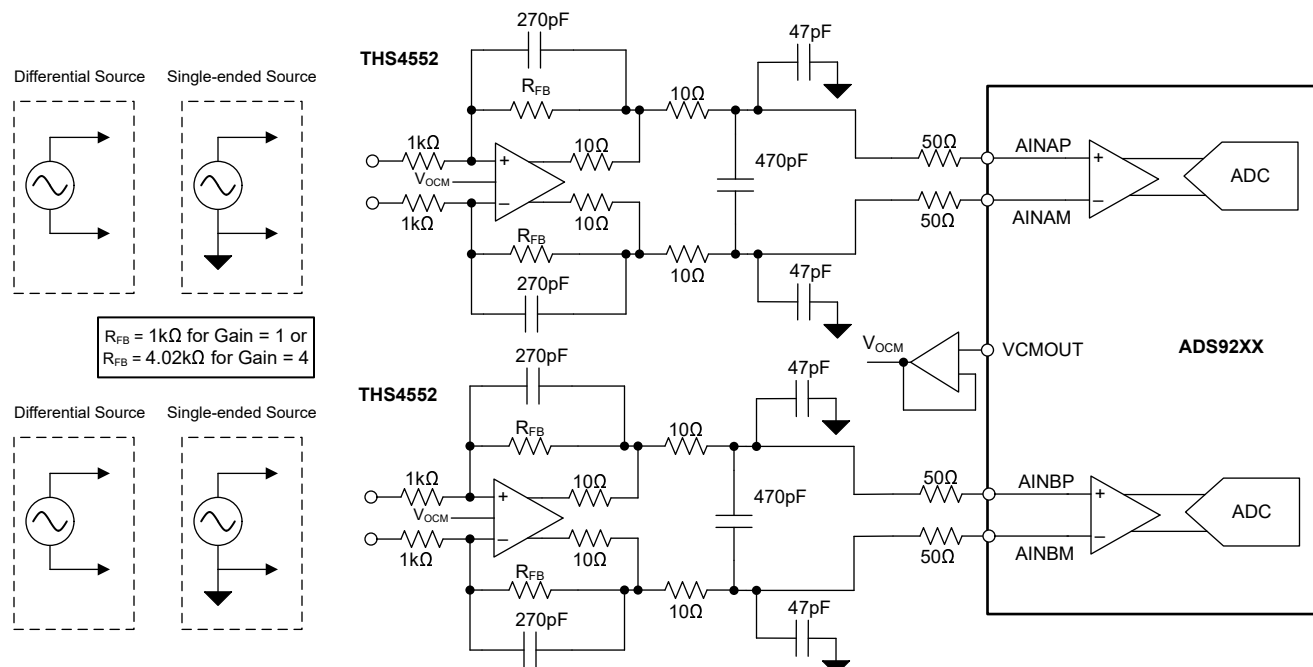 270pF
47pF
THS4552
Differential Source
Single-ended Source
RFB
10Ω
1kΩ
10Ω
50Ω
AINAP
+
+
ADC
VOCM
470pF
−
−
10Ω
50Ω
AINAM
1kΩ
RFB
10Ω
47pF
270pF
RFB = 1kΩ for Gain = 1 or
RFB = 4.02kΩ for Gain = 4
VOCM
VCMOUT
ADS92XX
270pF
47pF
THS4552
Differential Source
Single-ended Source
RFB
10Ω
1kΩ
10Ω
50Ω
AINBP
+
+
ADC
VOCM
470pF
−
−
10Ω
50Ω
AINBM
1kΩ
RFB
10Ω
47pF
270pF